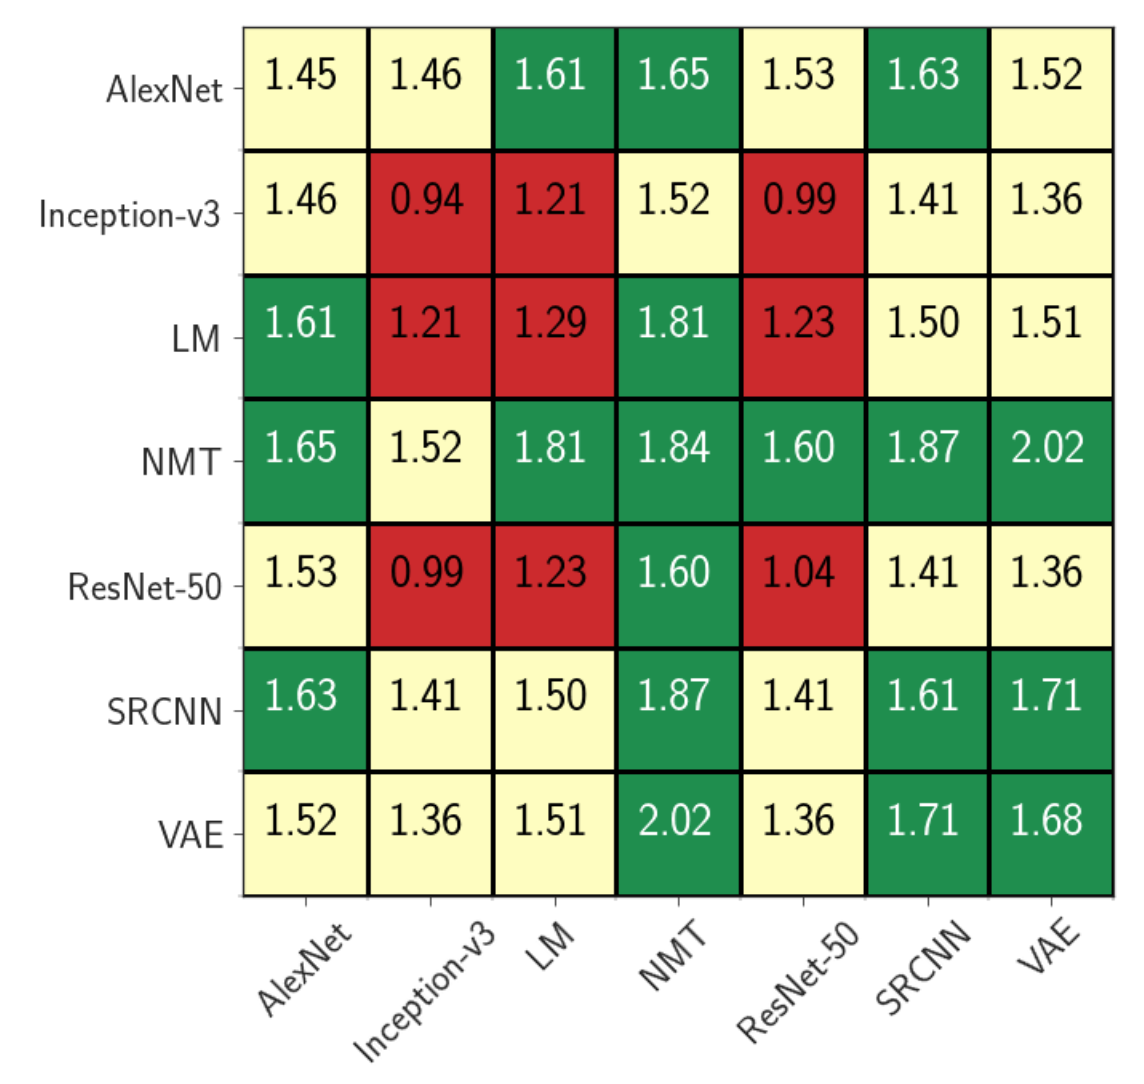 AlexNet 1.45 1.46 1.61 1.65 1.53 1.63 1.52
Inception-v3 1.46 0.94 1.21 1.52 0.99 1.41 1.36
LM 1.61 1.21 1.29 1.81 1.23 1.50 1.51
NMT 1.65 1.52 1.81 1.84 1.60 1.87 2.02
ResNet-50 1.53 0.99 1.23 1.60 1.04 1.41 1.36
SRCNN 1.63 1.41 1.50 1.87 1.41 1.61 1.71
VAE 1.52 1.36 1.51 2.02 1.36 1.71 1.68
AlexNet Inception-v3 LM NMT ResNet-50 SRCNN VAE